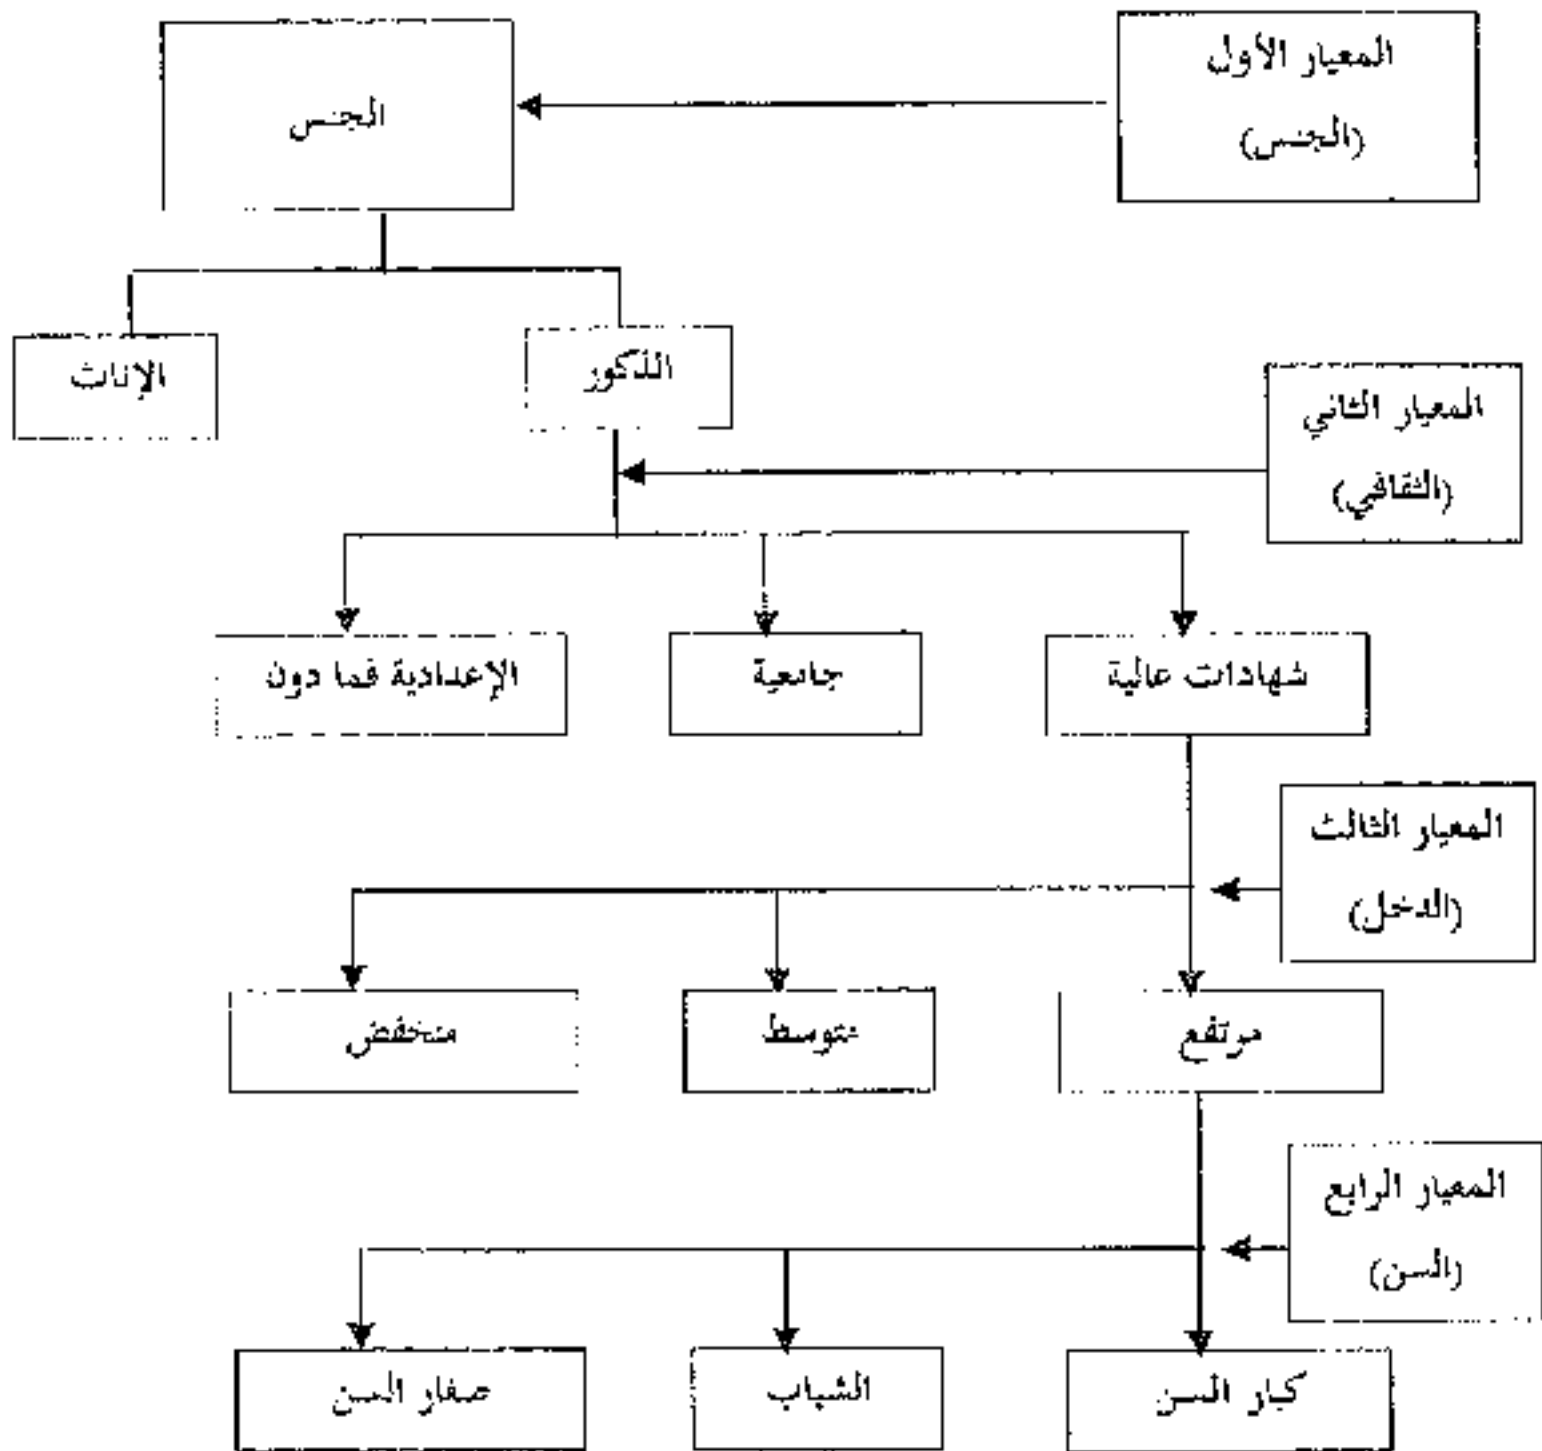 المعيار الأول
(الجنس)
الجنس
الذكور
الإناث
المعيار الثاني
(الثقافي)
شهادات عالية
جامعية
الإعدادية فما دون
المعيار الثالث
(الدخل)
مرتفع
متوسط
منخفض
المعيار الرابع
(السن)
كبار السن
الشباب
صغار السن